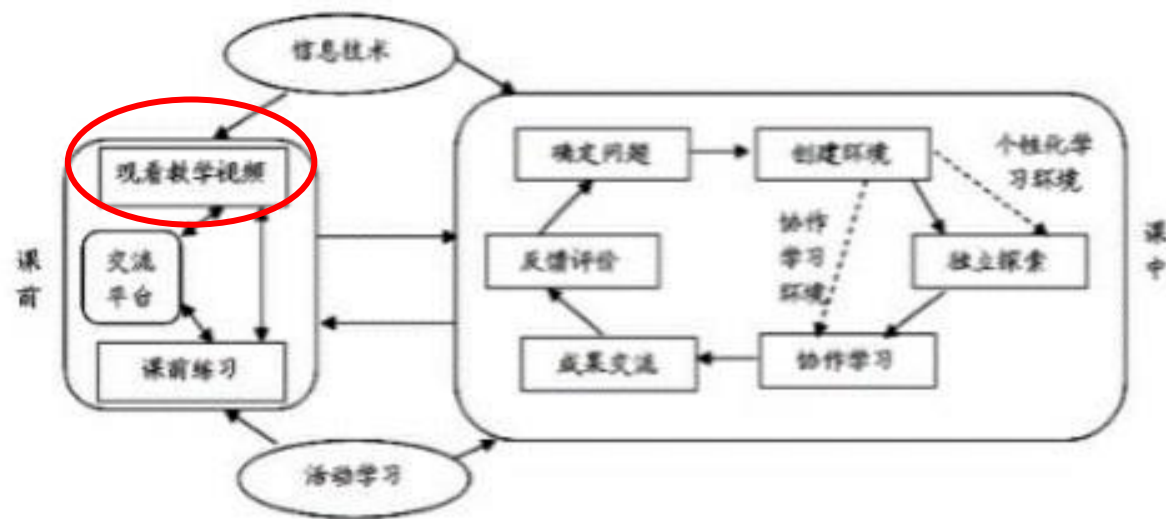 信息技术
观看教学视频
交流
平台
课前练习
课
前
活动学习
确定问题
创建环境
个性化学
习环境
协作
学习
环境
反馈评价
独立探索
成果交流
协作学习
课
中